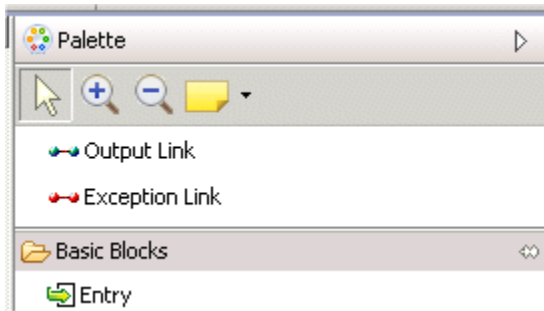 Palette
Output Link
Exception Link
Basic Blocks
Entry